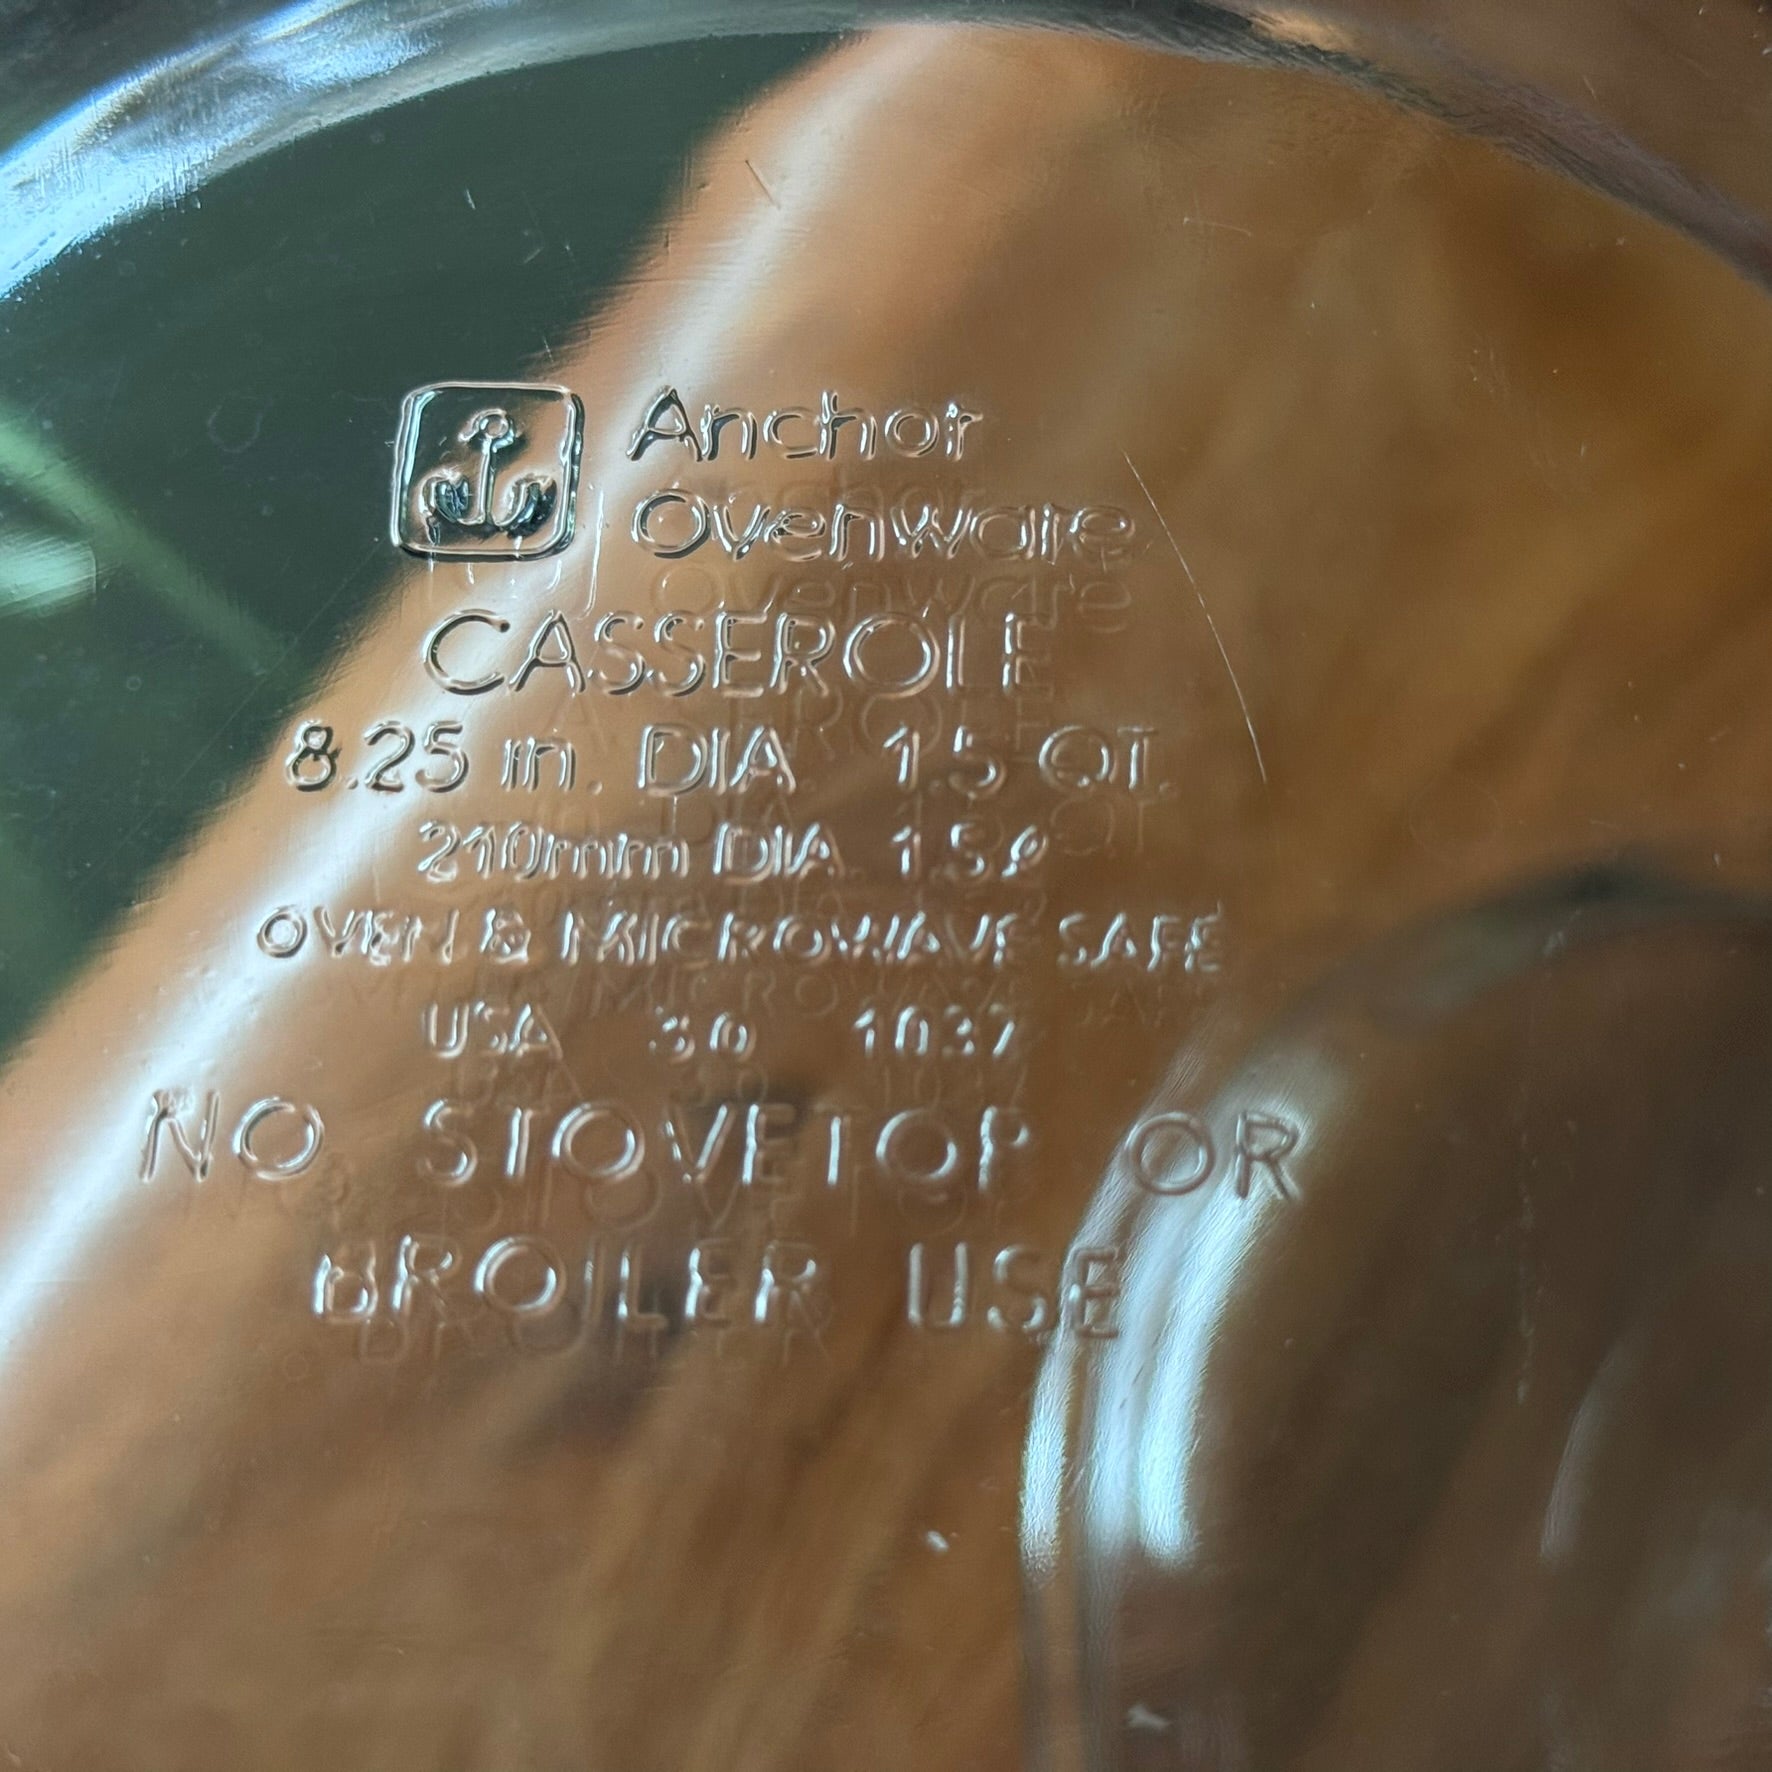 Anchor
Ovenware
CASSEROLE
8.25 in. DIA. 1.5 QT.
210mm DIA. 1.5 ℓ
OVEN & MICROWAVE SAFE
USA 30 1037
NO STOVETOP OR
BROILER USE